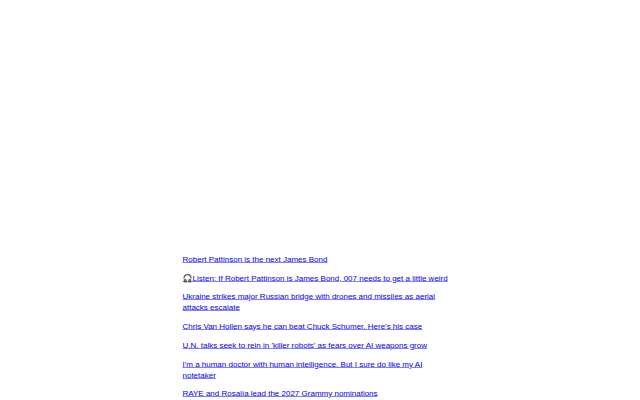 Robert Pattinson is the next James Bond
🎧Listen: If Robert Pattinson is James Bond, 007 needs to get a little weird
Ukraine strikes major Russian bridge with drones and missiles as aerial
attacks escalate
Chris Van Hollen says he can beat Chuck Schumer. Here's his case
U.N. talks seek to rein in 'killer robots' as fears over AI weapons grow
I'm a human doctor with human intelligence. But I sure do like my AI
notetaker
RAYE and Rosalía lead the 2027 Grammy nominations